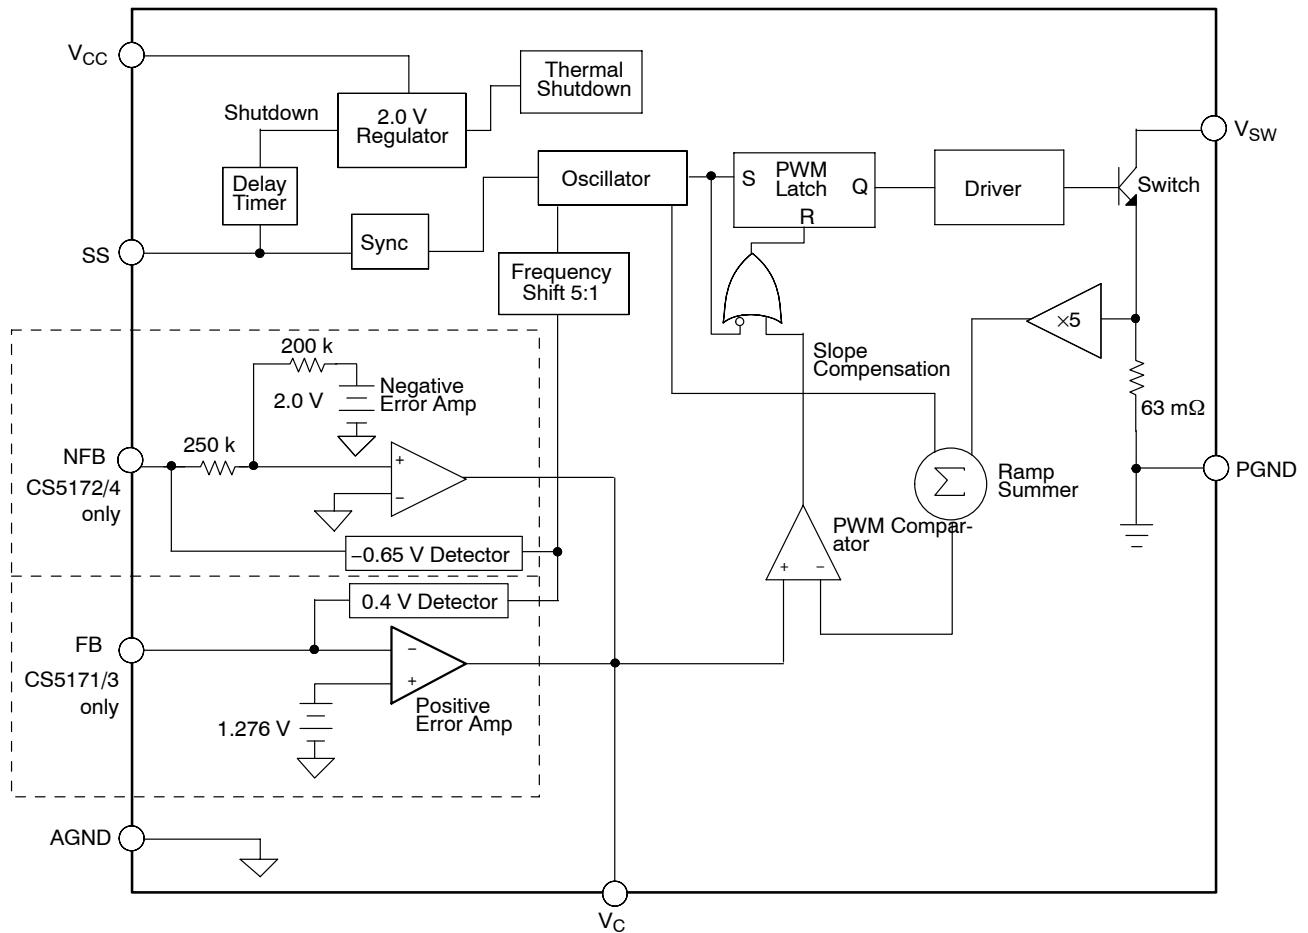 VCC
Thermal
Shutdown
Shutdown
2.0 V
Regulator
VSW
Delay
Timer
Oscillator
S
PWM
Latch
Q
R
Driver
Switch
SS
Sync
Frequency
Shift 5:1
×5
200 k
2.0 V
Negative
Error Amp
Slope
Compensation
63 mΩ
250 k
NFB
CS5172/4
only
+
−
Σ
Ramp
Summer
PGND
PWM Compar-
ator
+ −
−0.65 V Detector
0.4 V Detector
FB
CS5171/3
only
−
+
Positive
Error Amp
1.276 V
AGND
VC